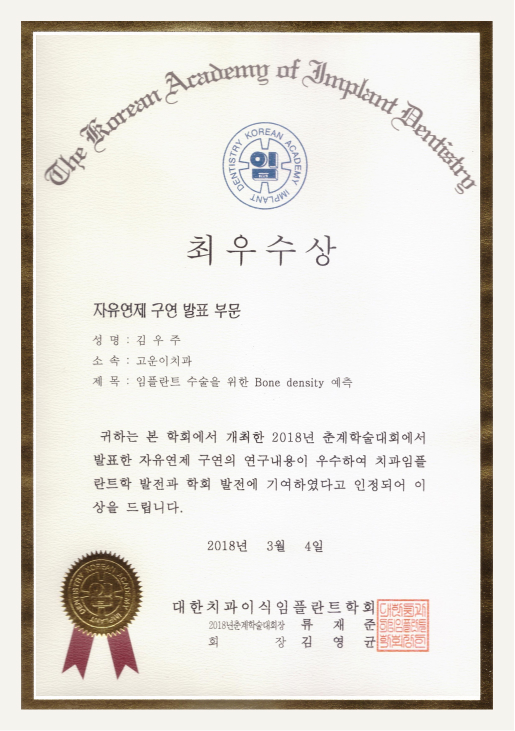 The Korean Academy of Implant Dentistry
KOREAN ACADEMY IMPLANT DENTISTRY
임
최우수상
자유연제 구연 발표 부문
성 명 : 김 우 주
소 속 : 고운이치과
제 목 : 임플란트 수술을 위한 Bone density 예측
귀하는 본 학회에서 개최한 2018년 춘계학술대회에서
발표한 자유연제 구연의 연구내용이 우수하여 치과임플
란트학 발전과 학회 발전에 기여하였다고 인정되어 이
상을 드립니다.
2018년 3월 4일
대한치과이식임플란트학회
2018년춘계학술대회장 류 재 준
회 장 김 영 균
KOREAN ACADEMY IMPLANT DENTISTRY
임